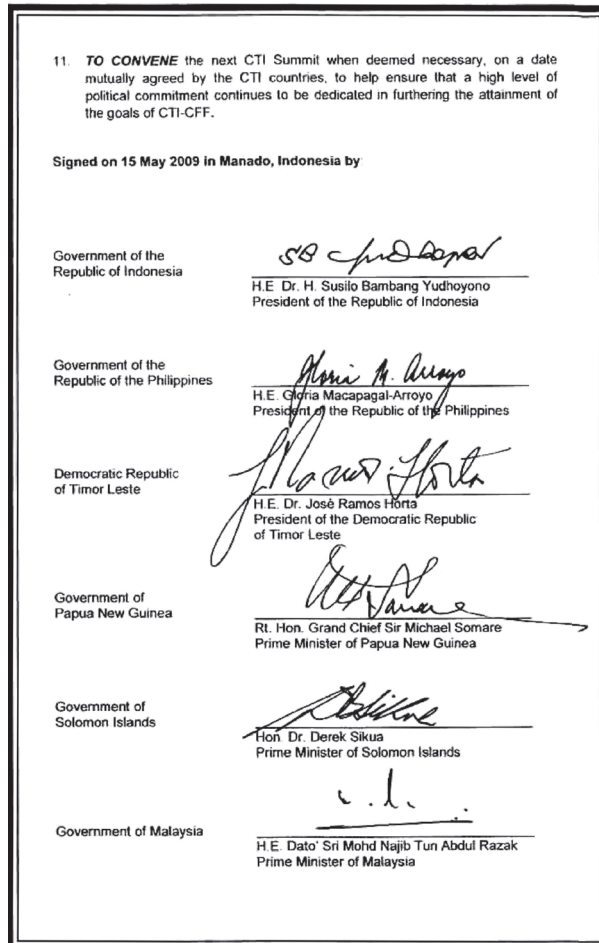 11. TO CONVENE the next CTI Summit when deemed necessary, on a date
mutually agreed by the CTI countries, to help ensure that a high level of
political commitment continues to be dedicated in furthering the attainment of
the goals of CTI-CFF.
Signed on 15 May 2009 in Manado, Indonesia by
Government of the
Republic of Indonesia
H.E. Dr. H. Susilo Bambang Yudhoyono
President of the Republic of Indonesia
Government of the
Republic of the Philippines
Gloria M. Arroyo
H.E. Gloria Macapagal-Arroyo
President of the Republic of the Philippines
Democratic Republic
of Timor Leste
J Ramos Horta
H.E. Dr. José Ramos Horta
President of the Democratic Republic
of Timor Leste
Government of
Papua New Guinea
Rt. Hon. Grand Chief Sir Michael Somare
Prime Minister of Papua New Guinea
Government of
Solomon Islands
Hon. Dr. Derek Sikua
Prime Minister of Solomon Islands
Government of Malaysia
H.E. Dato' Sri Mohd Najib Tun Abdul Razak
Prime Minister of Malaysia